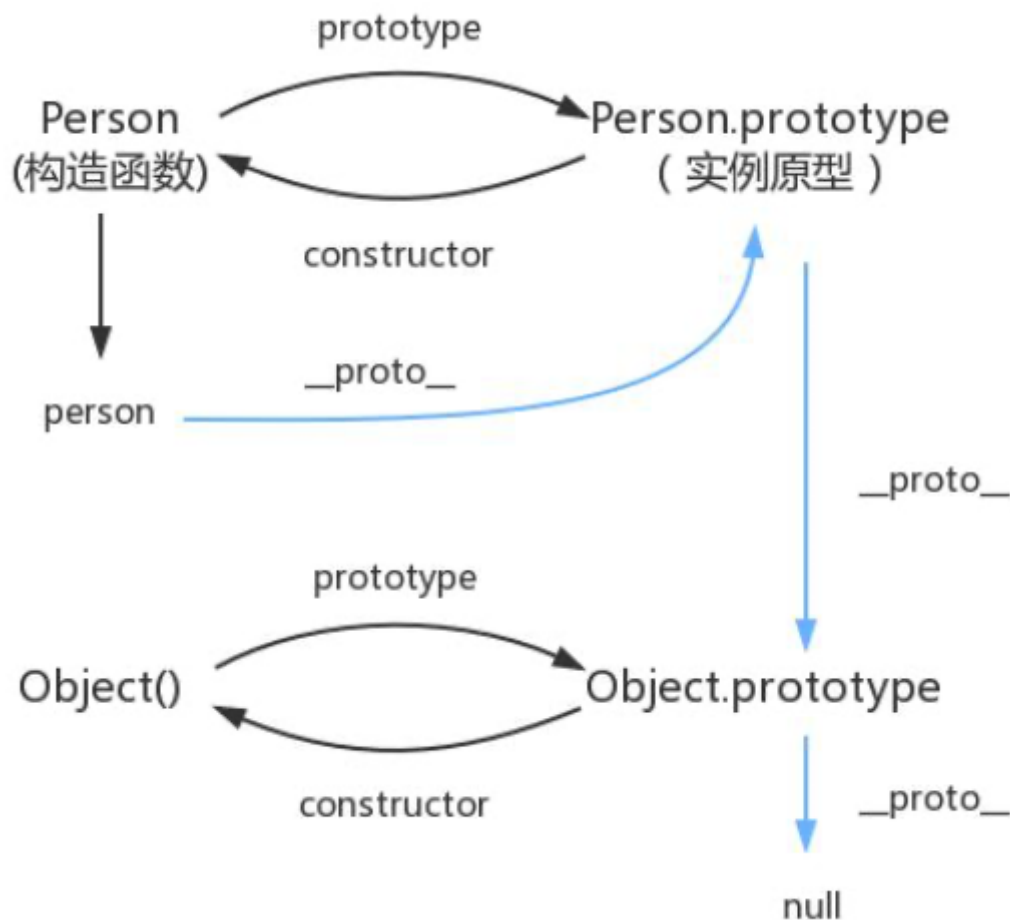 prototype
Person
(构造函数)
Person.prototype
（ 实例原型 ）
constructor
__proto__
person
__proto__
prototype
Object()
Object.prototype
constructor
__proto__
null